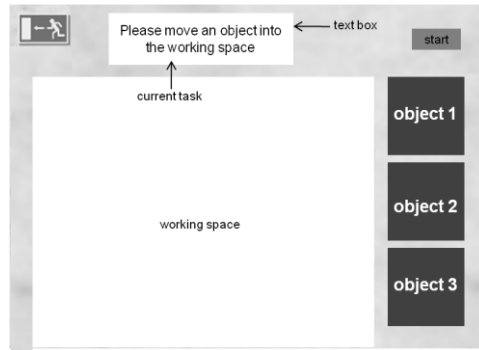 Please move an object into
the working space
text box
start
current task
object 1
working space
object 2
object 3